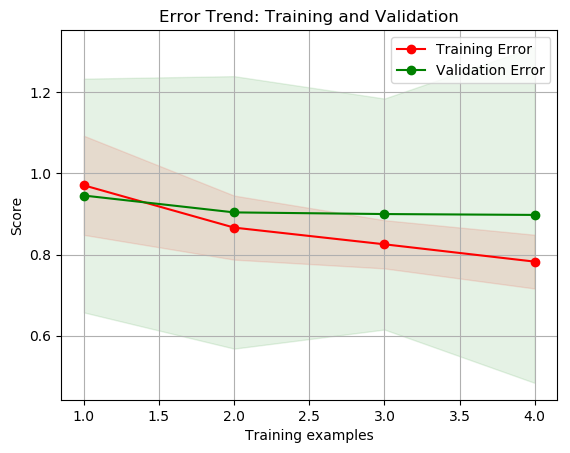 Error Trend: Training and Validation
Training Error
Validation Error
Score
1.2
1.0
0.8
0.6
1.0 1.5 2.0 2.5 3.0 3.5 4.0
Training examples